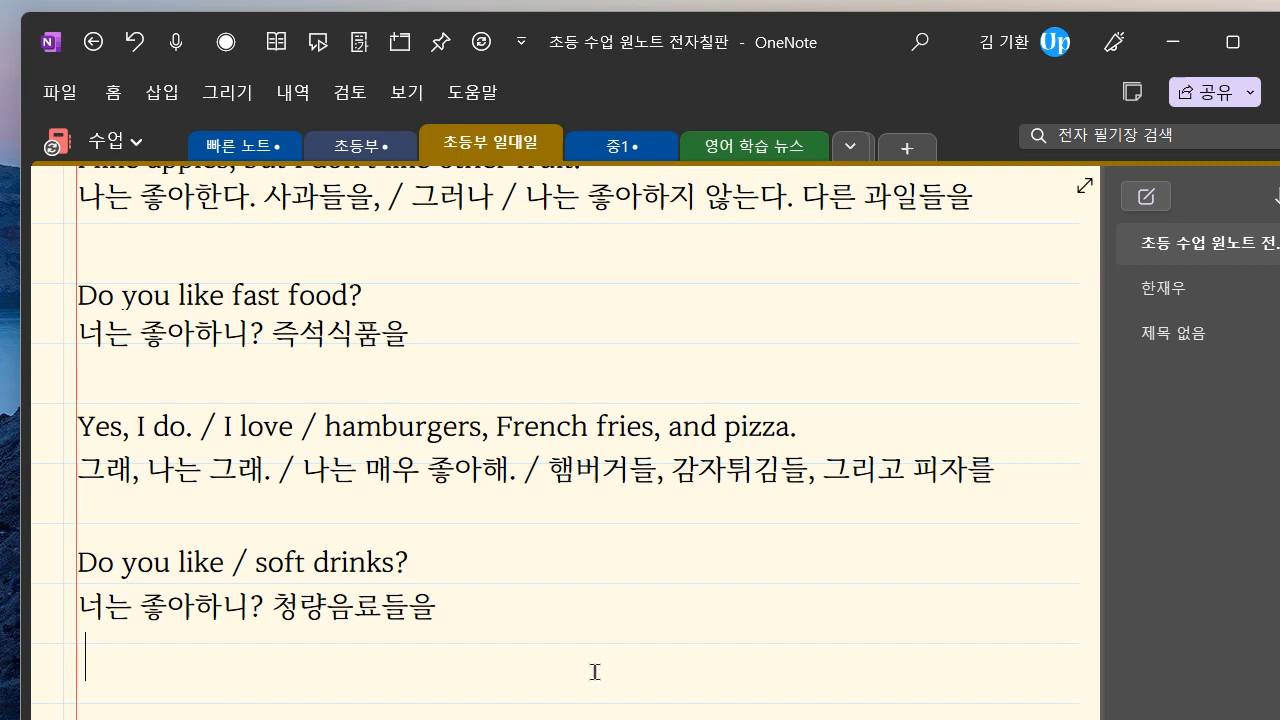 초등 수업 원노트 전자칠판 - OneNote
김 기환
Up
파일 홈 삽입 그리기 내역 검토 보기 도움말
공유
수업
빠른 노트
초등부
초등부 일대일
중1
영어 학습 뉴스
전자 필기장 검색
I like apples, but I don't like other fruit.
나는 좋아한다. 사과들을, / 그러나 / 나는 좋아하지 않는다. 다른 과일들을
Do you like fast food?
너는 좋아하니? 즉석식품을
Yes, I do. / I love / hamburgers, French fries, and pizza.
그래, 나는 그래. / 나는 매우 좋아해. / 햄버거들, 감자튀김들, 그리고 피자를
Do you like / soft drinks?
너는 좋아하니? 청량음료들을
초등 수업 원노트 전..
한재우
제목 없음